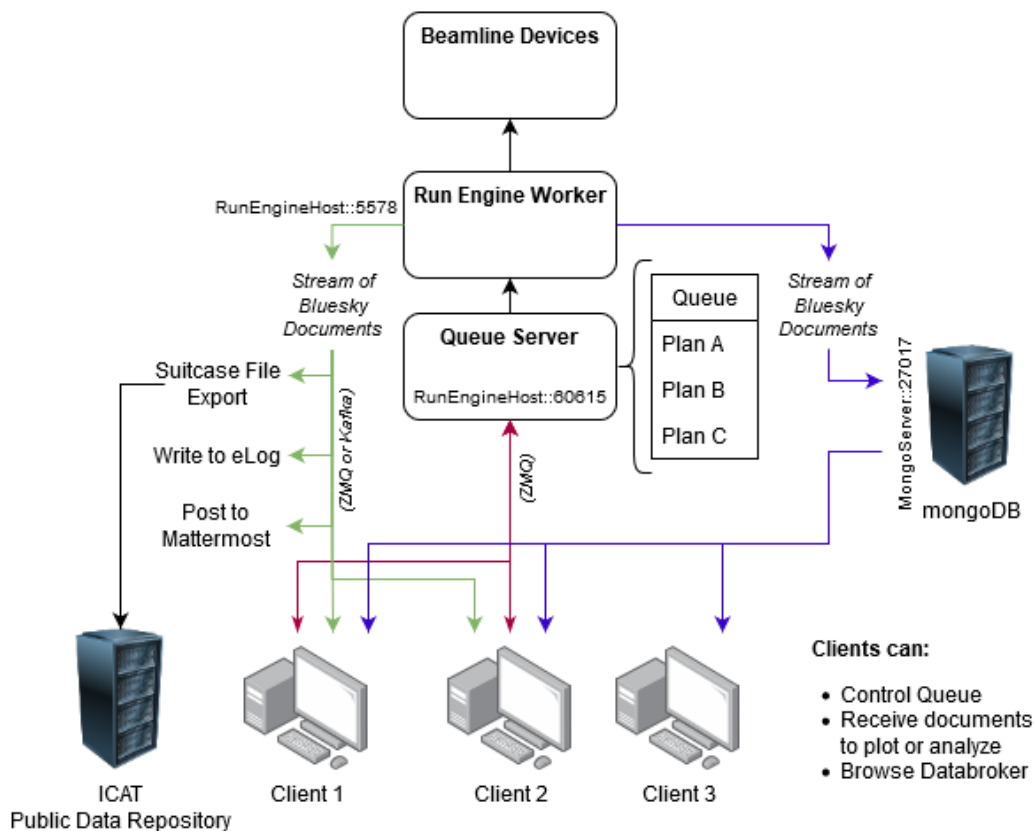 Beamline Devices
Run Engine Worker
RunEngineHost::5578
Stream of
Bluesky
Documents
Queue Server
RunEngineHost::60615
Queue
Plan A
Plan B
Plan C
Stream of
Bluesky
Documents
MongoServer::27017
mongoDB
Suitcase File
Export
Write to eLog
Post to
Mattermost
(ZMQ or Kafka)
(ZMQ)
ICAT
Public Data Repository
Client 1
Client 2
Client 3
Clients can:
• Control Queue
• Receive documents
to plot or analyze
• Browse Databroker